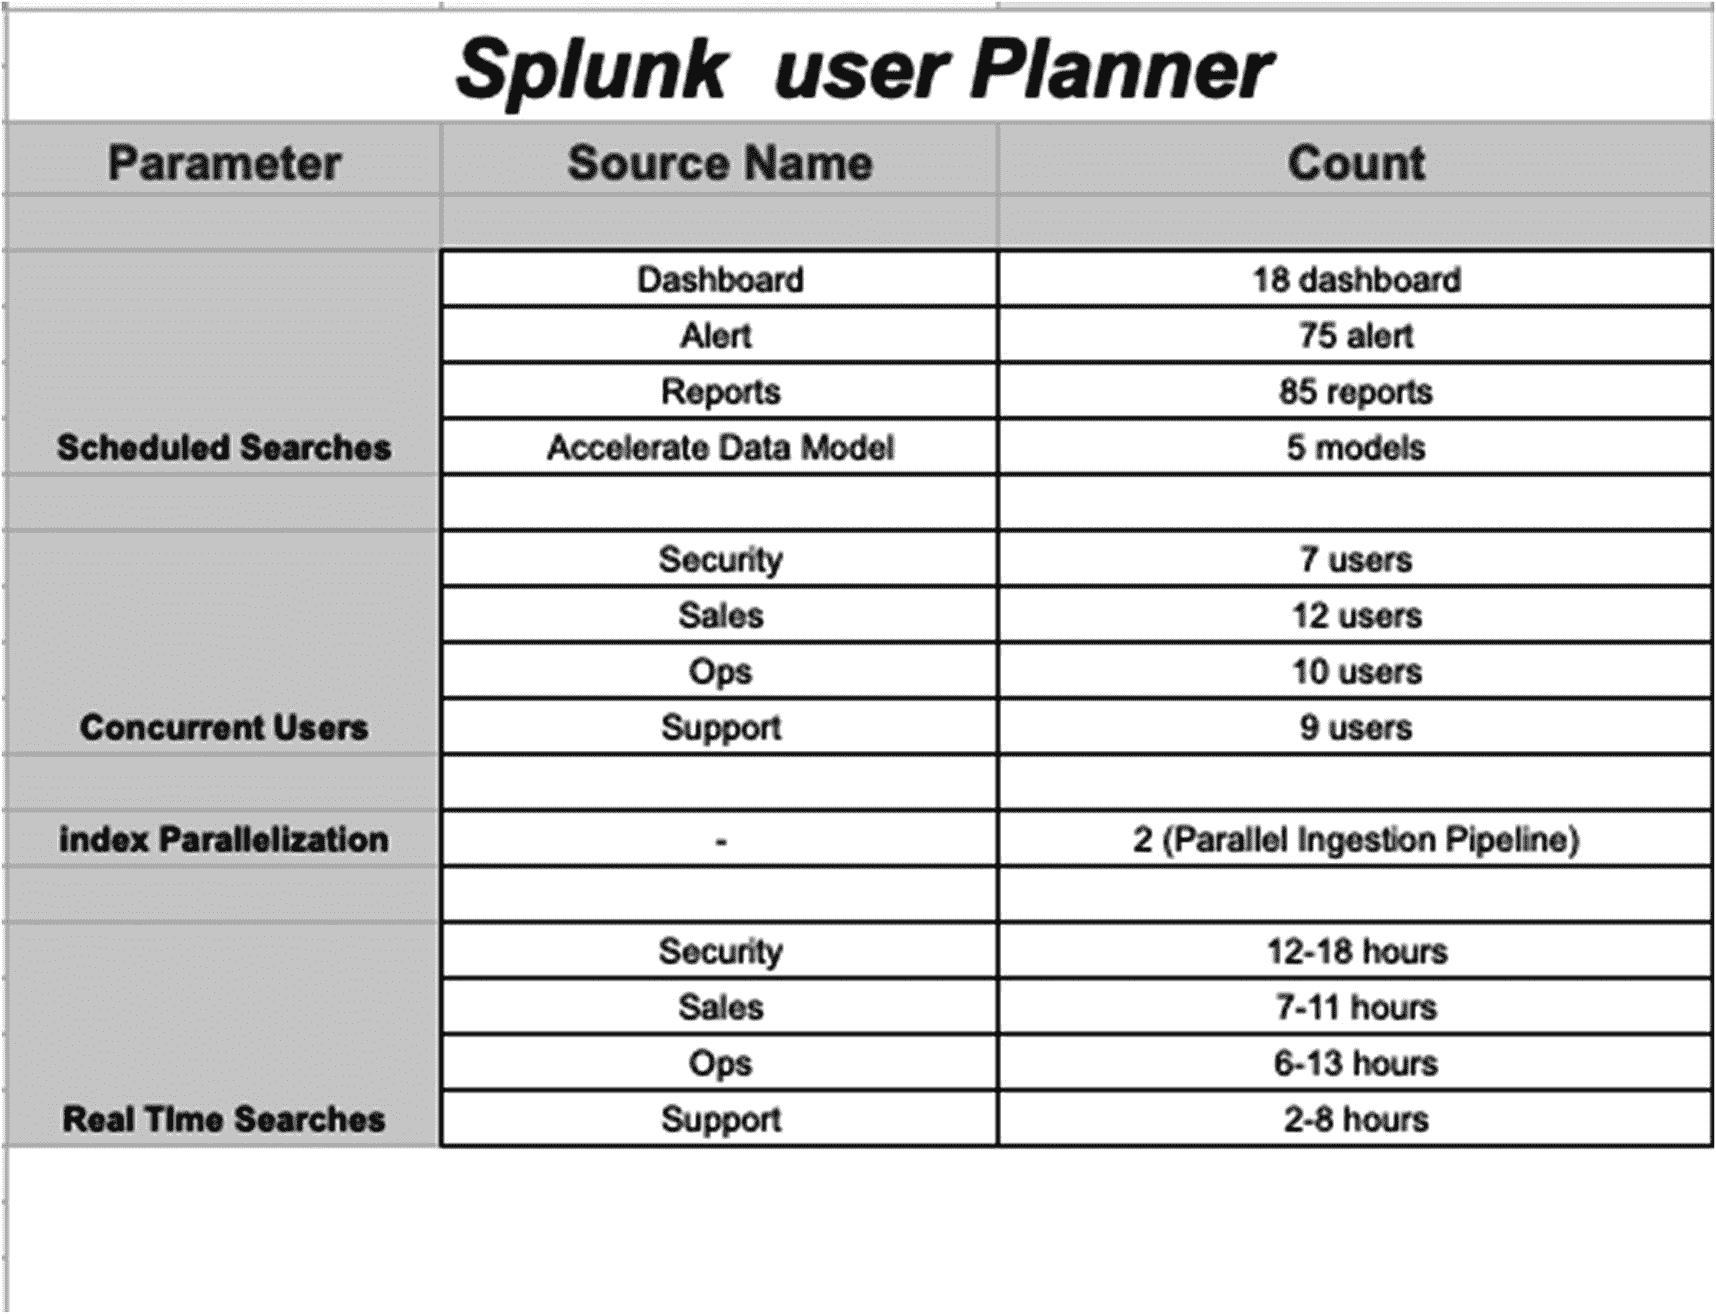 Splunk user Planner
Parameter Source Name Count
Dashboard 18 dashboard
Alert 75 alert
Reports 85 reports
Scheduled Searches Accelerate Data Model 5 models
Security 7 users
Sales 12 users
Ops 10 users
Concurrent Users Support 9 users
index Parallelization - 2 (Parallel Ingestion Pipeline)
Security 12-18 hours
Sales 7-11 hours
Ops 6-13 hours
Real TIme Searches Support 2-8 hours